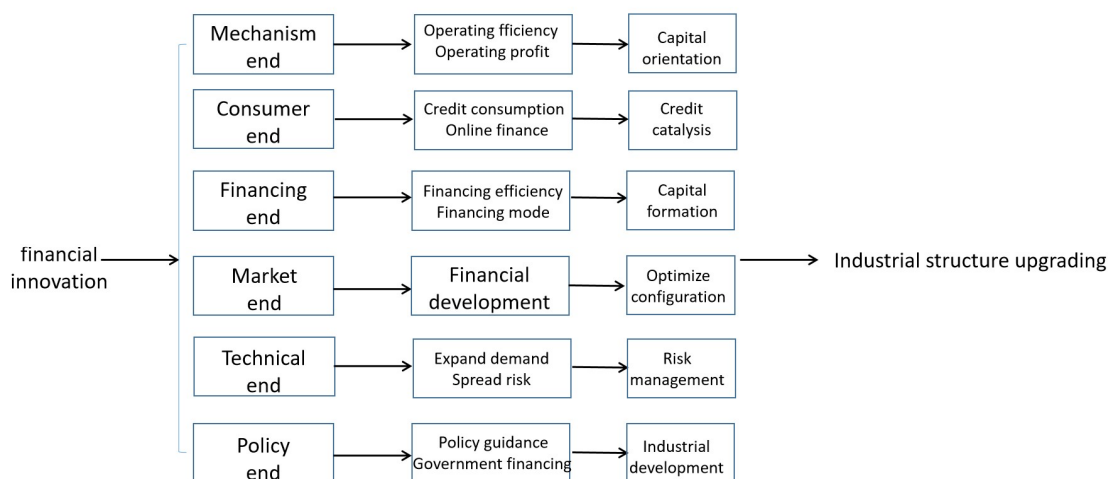 Mechanism
end
Operating fficiency
Operating profit
Capital
orientation
Consumer
end
Credit consumption
Online finance
Credit
catalysis
Financing
end
Financing efficiency
Financing mode
Capital
formation
financial
innovation
Market
end
Financial
development
Optimize
configuration
Industrial structure upgrading
Technical
end
Expand demand
Spread risk
Risk
management
Policy
end
Policy guidance
Government financing
Industrial
development